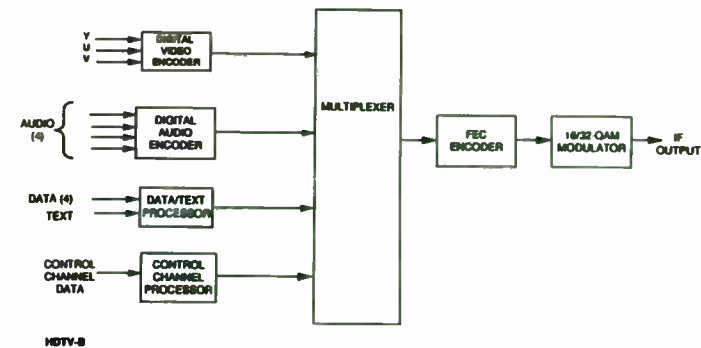 Y
U
V
DIGITAL
VIDEO
ENCODER
AUDIO
(4)
DIGITAL
AUDIO
ENCODER
DATA (4)
TEXT
DATA/TEXT
PROCESSOR
CONTROL
CHANNEL
DATA
CONTROL
CHANNEL
PROCESSOR
MULTIPLEXER
FEC
ENCODER
16/32-QAM
MODULATOR
IF
OUTPUT
HDTV-B